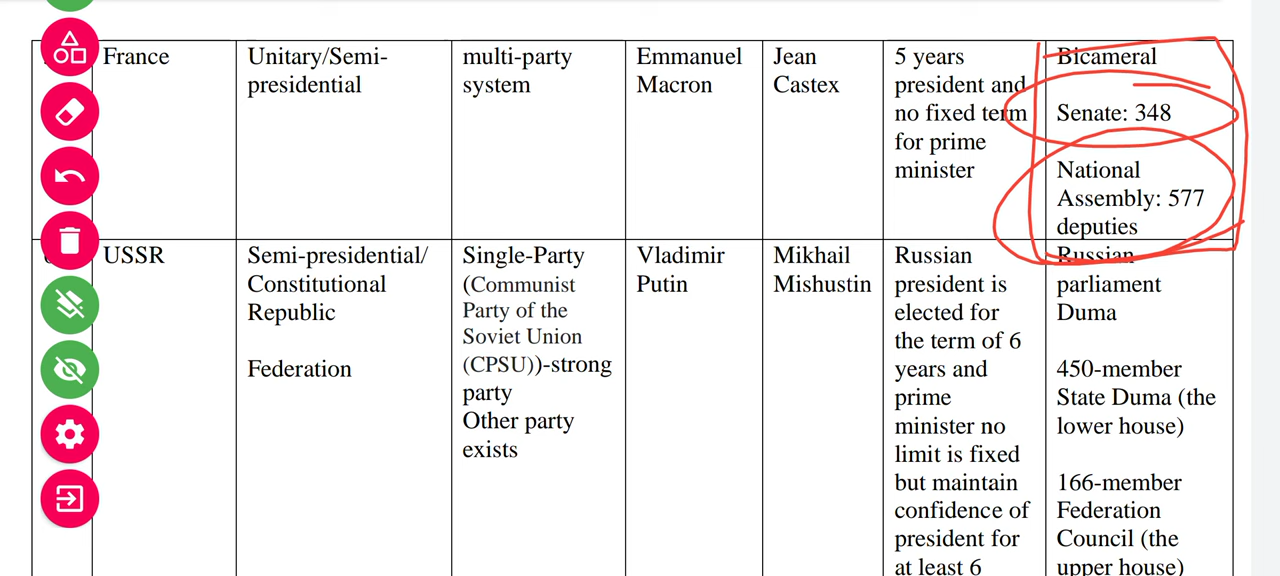 France
Unitary/Semi-
presidential
multi-party
system
Emmanuel
Macron
Jean
Castex
5 years
president and
no fixed term
for prime
minister
Bicameral
Senate: 348
National
Assembly: 577
deputies
USSR
Semi-presidential/
Constitutional
Republic
Federation
Single-Party
(Communist
Party of the
Soviet Union
(CPSU))-strong
party
Other party
exists
Vladimir
Putin
Mikhail
Mishustin
Russian
president is
elected for
the term of 6
years and
prime
minister no
limit is fixed
but maintain
confidence of
president for
at least 6
Russian
parliament
Duma
450-member
State Duma (the
lower house)
166-member
Federation
Council (the
upper house)